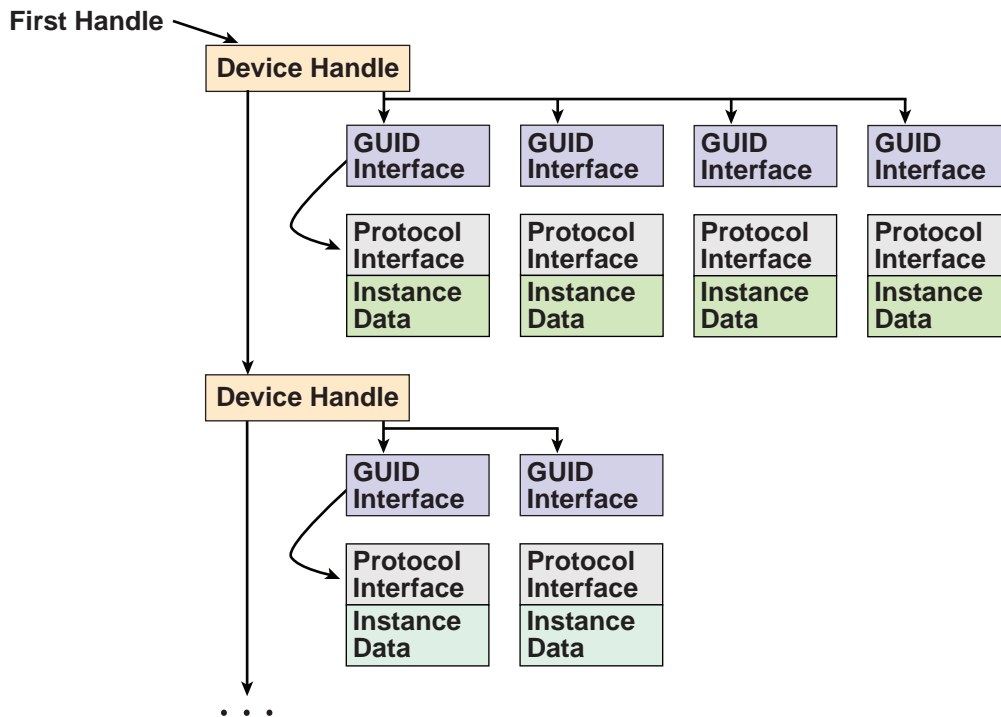 First Handle
Device Handle
GUID
Interface
GUID
Interface
GUID
Interface
GUID
Interface
Protocol
Interface
Protocol
Interface
Protocol
Interface
Protocol
Interface
Instance
Data
Instance
Data
Instance
Data
Instance
Data
Device Handle
GUID
Interface
GUID
Interface
Protocol
Interface
Protocol
Interface
Instance
Data
Instance
Data
. . .